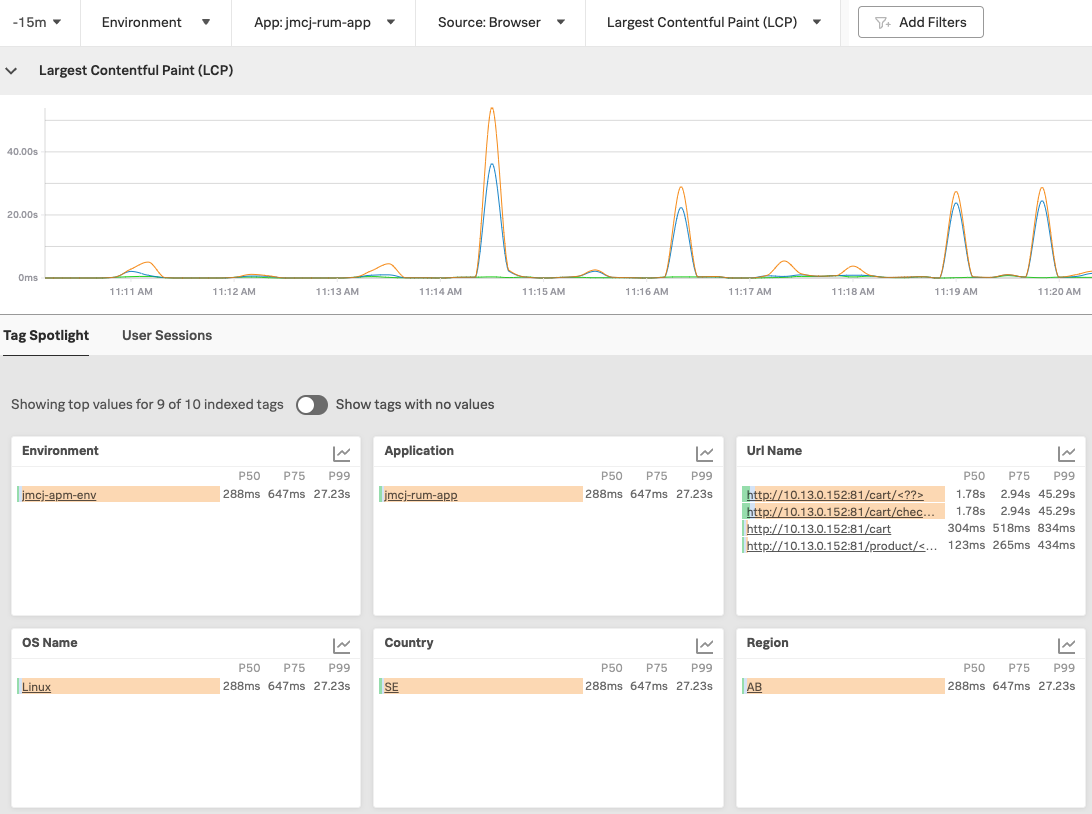 -15m Environment App: jmcj-rum-app Source: Browser Largest Contentful Paint (LCP) Add Filters
Largest Contentful Paint (LCP)
40.00s
20.00s
0ms
11:11 AM 11:12 AM 11:13 AM 11:14 AM 11:15 AM 11:16 AM 11:17 AM 11:18 AM 11:19 AM 11:20 AM
Tag Spotlight User Sessions
Showing top values for 9 of 10 indexed tags Show tags with no values
Environment
P50 P75 P99
jmcj-apm-env 288ms 647ms 27.23s
Application
P50 P75 P99
jmcj-rum-app 288ms 647ms 27.23s
Url Name
P50 P75 P99
http://10.13.0.152:81/cart/<??> 1.78s 2.94s 45.29s
http://10.13.0.152:81/cart/chec... 1.78s 2.94s 45.29s
http://10.13.0.152:81/cart 304ms 518ms 834ms
http://10.13.0.152:81/product/<... 123ms 265ms 434ms
OS Name
P50 P75 P99
Linux 288ms 647ms 27.23s
Country
P50 P75 P99
SE 288ms 647ms 27.23s
Region
P50 P75 P99
AB 288ms 647ms 27.23s